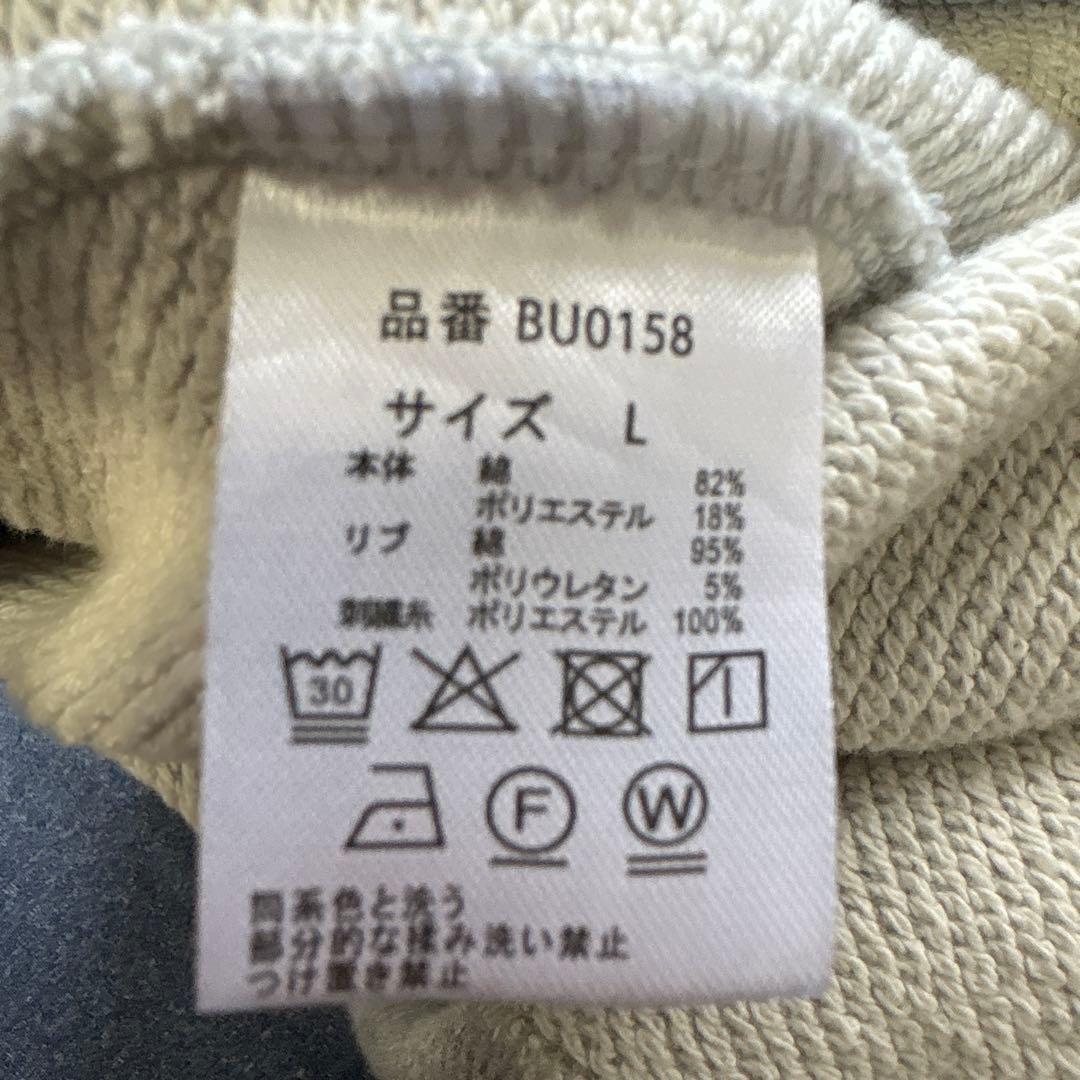 品番 BU0158
サイズ L
本体 綿 82%
ポリエステル 18%
リブ 綿 95%
ポリウレタン 5%
刺繍糸 ポリエステル 100%
30
F W
同系色と洗う
部分的な揉み洗い禁止
つけ置き禁止